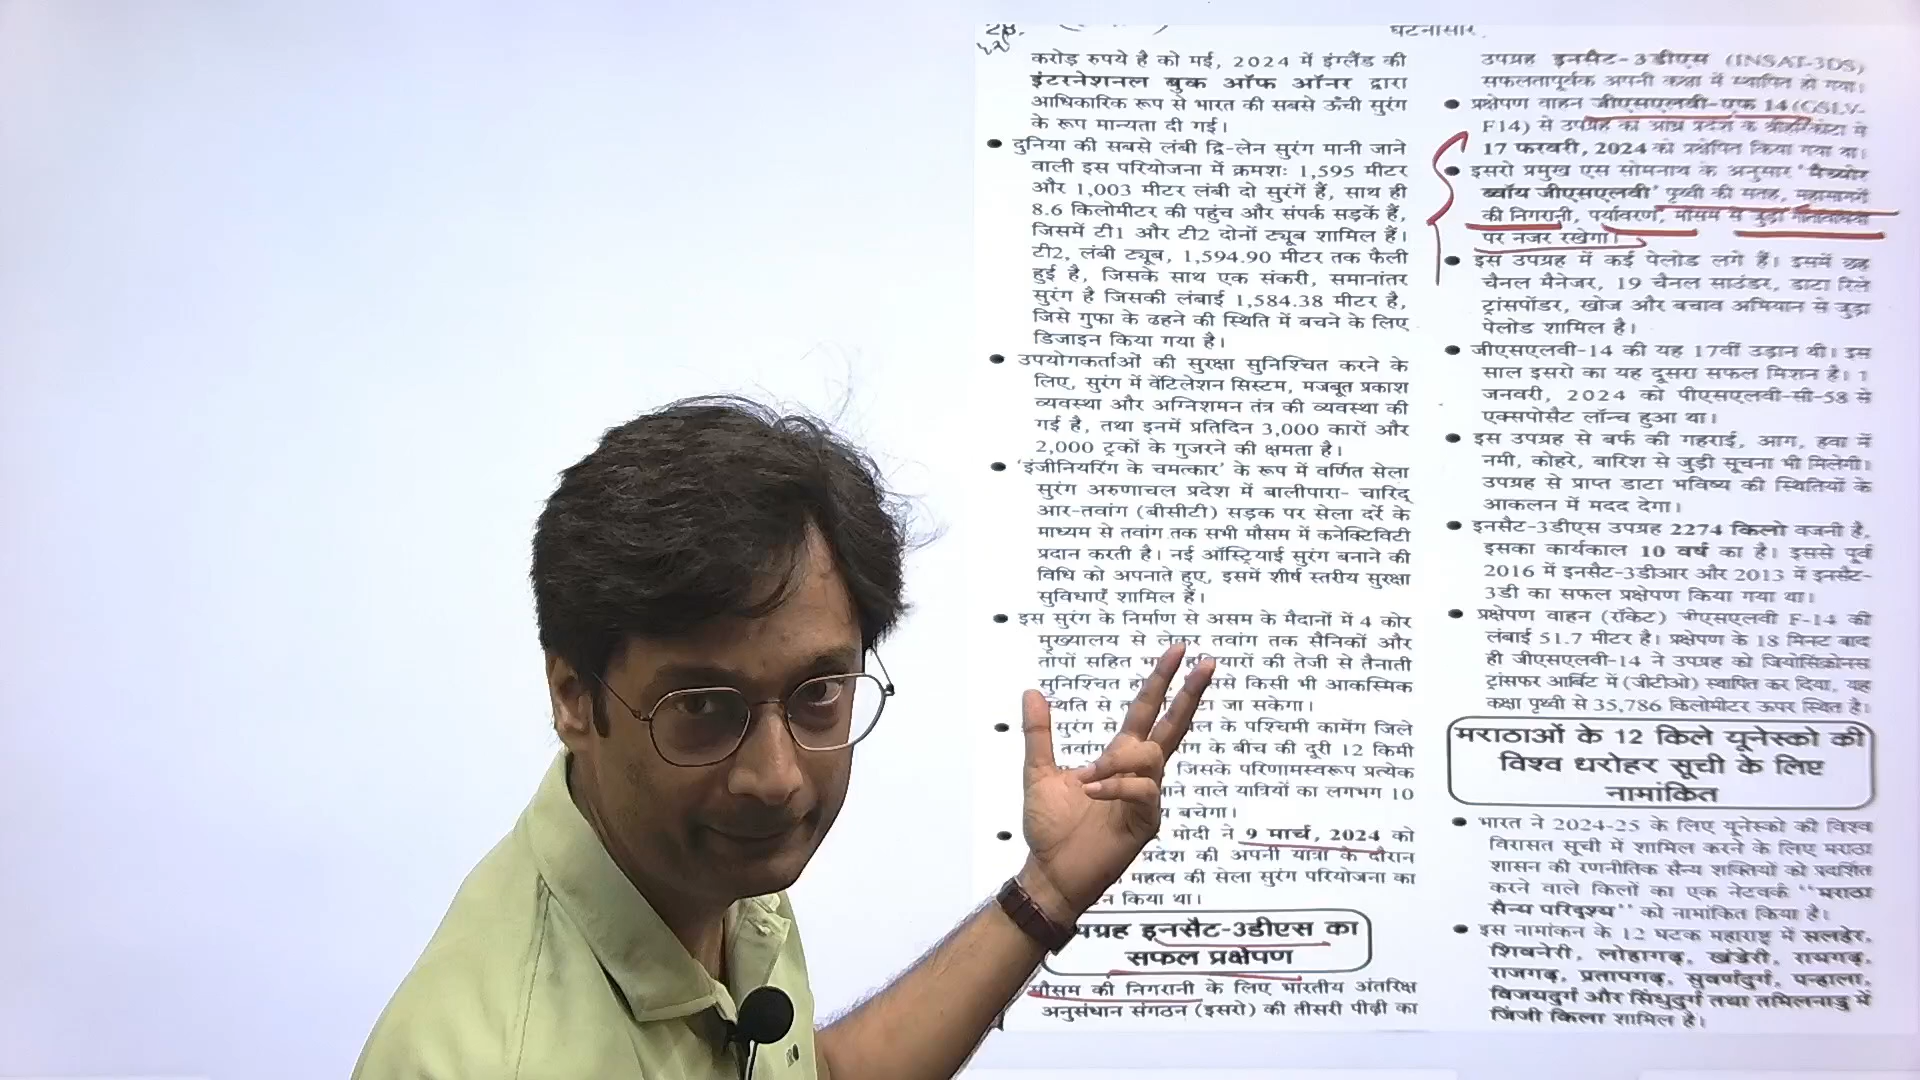 घटनासार
करोड़ रुपये है को मई, 2024 में इंग्लैंड की
इंटरनेशनल बुक ऑफ ऑनर द्वारा
आधिकारिक रूप से भारत की सबसे ऊँची सुरंग
के रूप मान्यता दी गई।
● दुनिया की सबसे लंबी द्वि-लेन सुरंग मानी जाने
वाली इस परियोजना में क्रमशः 1,595 मीटर
और 1,003 मीटर लंबी दो सुरंगें हैं, साथ ही
8.6 किलोमीटर की पहुंच और संपर्क सड़कें हैं,
जिसमें टी1 और टी2 दोनों ट्यूब शामिल हैं।
टी2, लंबी ट्यूब, 1,594.90 मीटर तक फैली
हुई है, जिसके साथ एक संकरी, समानांतर
सुरंग है जिसकी लंबाई 1,584.38 मीटर है,
जिसे गुफा के ढहने की स्थिति में बचने के लिए
डिजाइन किया गया है।
● उपयोगकर्ताओं की सुरक्षा सुनिश्चित करने के
लिए, सुरंग में वेंटिलेशन सिस्टम, मजबूत प्रकाश
व्यवस्था और अग्निशमन तंत्र की व्यवस्था की
गई है, तथा इनमें प्रतिदिन 3,000 कारों और
2,000 ट्रकों के गुजरने की क्षमता है।
● 'इंजीनियरिंग के चमत्कार' के रूप में वर्णित सेला
सुरंग अरुणाचल प्रदेश में बालीपारा- चारिद्
आर-तवांग (बीसीटी) सड़क पर सेला दर्रे के
माध्यम से तवांग तक सभी मौसम में कनेक्टिविटी
प्रदान करती है। नई ऑस्ट्रियाई सुरंग बनाने की
विधि को अपनाते हुए, इसमें शीर्ष स्तरीय सुरक्षा
सुविधाएँ शामिल हैं।
● इस सुरंग के निर्माण से असम के मैदानों में 4 कोर
मुख्यालय से लेकर तवांग तक सैनिकों और
तोपों सहित की तेजी से तैनाती
सुनिश्चित किसी भी आकस्मिक
स्थिति से जा सकेगा।
● सुरंग से के पश्चिमी कामेंग जिले
तवांग के बीच की दूरी 12 किमी
जिसके परिणामस्वरूप प्रत्येक
वाले यात्रियों का लगभग 10
बचेगा।
● मोदी ने 9 मार्च, 2024 को
प्रदेश की अपनी यात्रा के दौरान
महत्व की सेला सुरंग परियोजना का
किया था।
इनसैट-3डीएस का
सफल प्रक्षेपण
मौसम की निगरानी के लिए भारतीय अंतरिक्ष
अनुसंधान संगठन (इसरो) की तीसरी पीढ़ी का
उपग्रह इनसैट-3डीएस (INSAT-3DS)
सफलतापूर्वक अपनी कक्षा में स्थापित हो गया।
● प्रक्षेपण वाहन जीएसएलवी-एफ 14 (GSLV-
F14) से उपग्रह को आंध्र प्रदेश के श्रीहरिकोटा से
17 फरवरी, 2024 को प्रक्षेपित किया गया था।
● इसरो प्रमुख एस सोमनाथ के अनुसार 'मैच्योर
ब्वॉय जीएसएलवी' पृथ्वी की सतह, महासागरों
की निगरानी, पर्यावरण, मौसम से जुड़ी गतिविधियों
पर नजर रखेगा।
● इस उपग्रह में कई पेलोड लगे हैं। इसमें छह
चैनल मैनेजर, 19 चैनल साउंडर, डाटा रिले
ट्रांसपोंडर, खोज और बचाव अभियान से जुड़ा
पेलोड शामिल है।
● जीएसएलवी-14 की यह 17वीं उड़ान थी। इस
साल इसरो का यह दूसरा सफल मिशन है। 1
जनवरी, 2024 को पीएसएलवी-सी-58 से
एक्सपोसैट लॉन्च हुआ था।
● इस उपग्रह से बर्फ की गहराई, आग, हवा में
नमी, कोहरे, बारिश से जुड़ी सूचना भी मिलेगी।
उपग्रह से प्राप्त डाटा भविष्य की स्थितियों के
आकलन में मदद देगा।
● इनसैट-3डीएस उपग्रह 2274 किलो वजनी है,
इसका कार्यकाल 10 वर्ष का है। इससे पूर्व
2016 में इनसैट-3डीआर और 2013 में इनसैट-
3डी का सफल प्रक्षेपण किया गया था।
● प्रक्षेपण वाहन (रॉकेट) जीएसएलवी F-14 की
लंबाई 51.7 मीटर है। प्रक्षेपण के 18 मिनट बाद
ही जीएसएलवी-14 ने उपग्रह को जियोसिंक्रोनस
ट्रांसफर आर्विट में (जीटीओ) स्थापित कर दिया, यह
कक्षा पृथ्वी से 35,786 किलोमीटर ऊपर स्थित है।
मराठाओं के 12 किले यूनेस्को की
विश्व धरोहर सूची के लिए
नामांकित
● भारत ने 2024-25 के लिए यूनेस्को की विश्व
विरासत सूची में शामिल करने के लिए मराठा
शासन की रणनीतिक सैन्य शक्तियों को प्रदर्शित
करने वाले किलों का एक नेटवर्क "मराठा
सैन्य परिदृश्य" को नामांकित किया है।
● इस नामांकन के 12 घटक महाराष्ट्र में सलहेर,
शिवनेरी, लोहागढ़, खंडेरी, रायगढ़,
राजगढ़, प्रतापगढ़, सुवर्णदुर्ग, पन्हाला,
विजयदुर्ग और सिंधुदुर्ग तथा तमिलनाडु में
जिंजी किला शामिल है।